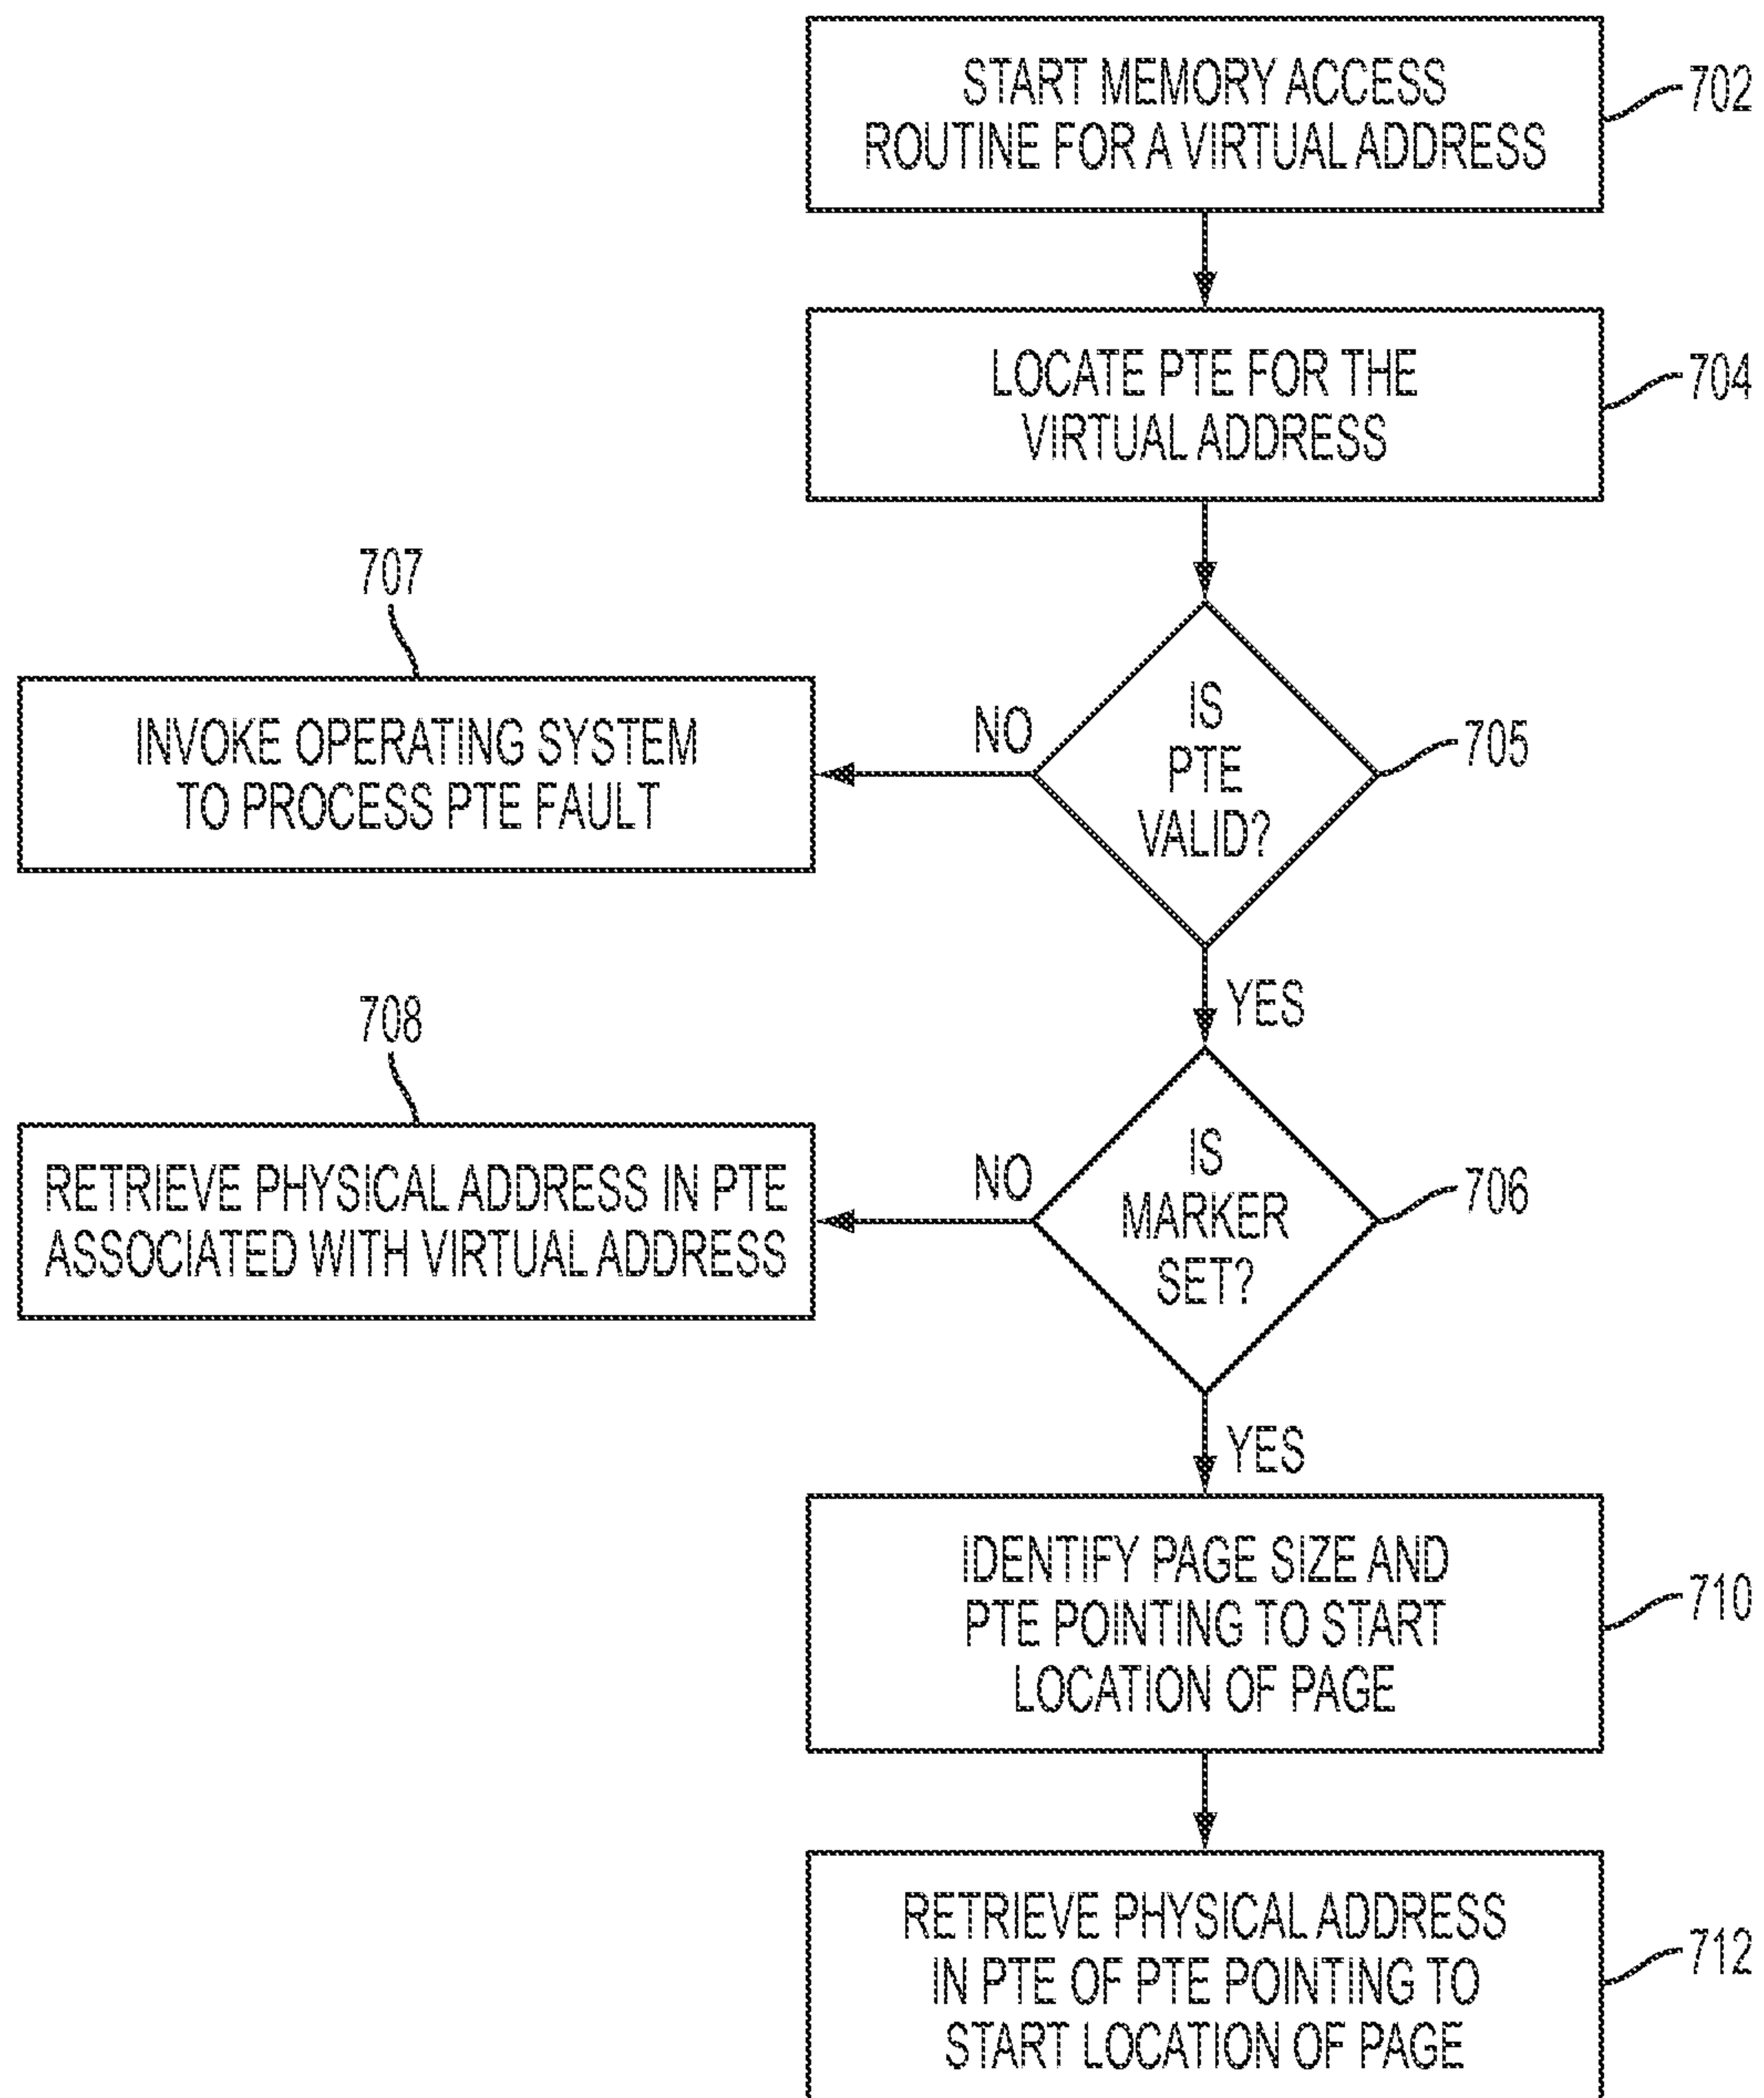 START MEMORY ACCESS
ROUTINE FOR A VIRTUAL ADDRESS
702
LOCATE PTE FOR THE
VIRTUAL ADDRESS
704
707
INVOKE OPERATING SYSTEM
TO PROCESS PTE FAULT
NO
IS
PTE
VALID?
705
YES
708
RETRIEVE PHYSICAL ADDRESS IN PTE
ASSOCIATED WITH VIRTUAL ADDRESS
NO
IS
MARKER
SET?
706
YES
IDENTIFY PAGE SIZE AND
PTE POINTING TO START
LOCATION OF PAGE
710
RETRIEVE PHYSICAL ADDRESS
IN PTE OF PTE POINTING TO
START LOCATION OF PAGE
712